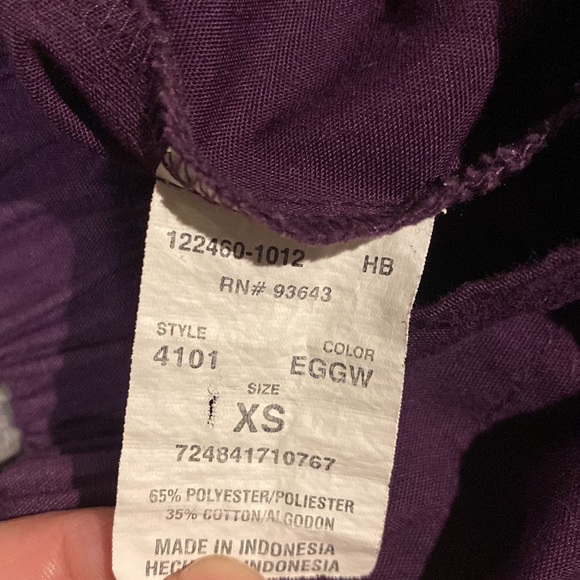 122460-1012 HB
RN# 93643
STYLE COLOR
4101 EGGW
SIZE
XS
724841710767
65% POLYESTER/POLIESTER
35% COTTON/ALGODON
MADE IN INDONESIA
INDONESIA